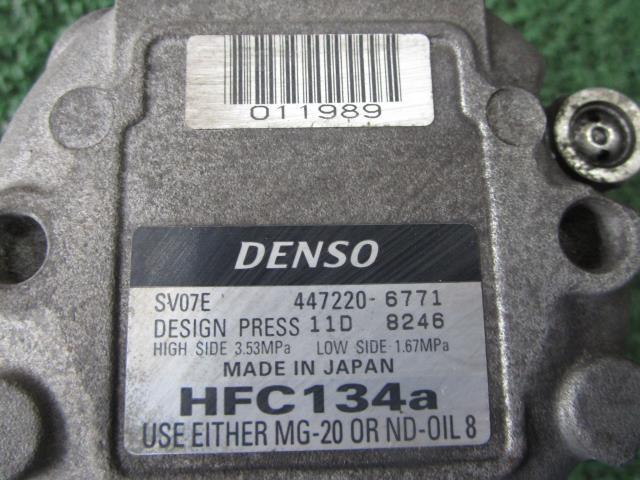 011989
DENSO
SV07E 447220-6771
DESIGN PRESS 11D 8246
HIGH SIDE 3.53MPa LOW SIDE 1.67MPa
MADE IN JAPAN
HFC134a
USE EITHER MG-20 OR ND-OIL 8